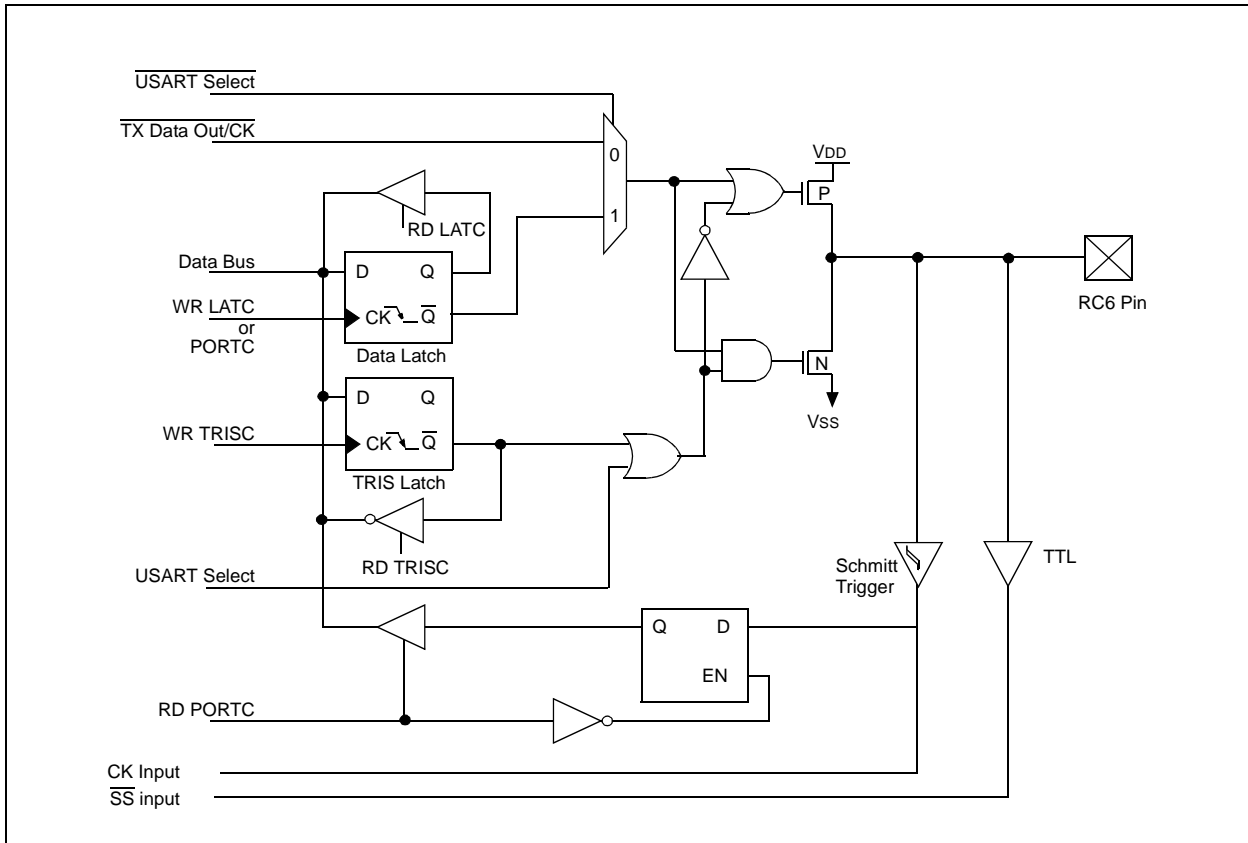 USART Select
TX Data Out/CK
0
1
VDD
P
RD LATC
Data Bus
D Q
WR LATC
or
PORTC
CK Q
Data Latch
RC6 Pin
N
VSS
D Q
WR TRISC
CK Q
TRIS Latch
RD TRISC
USART Select
Schmitt
Trigger
TTL
Q D
EN
RD PORTC
CK Input
SS input